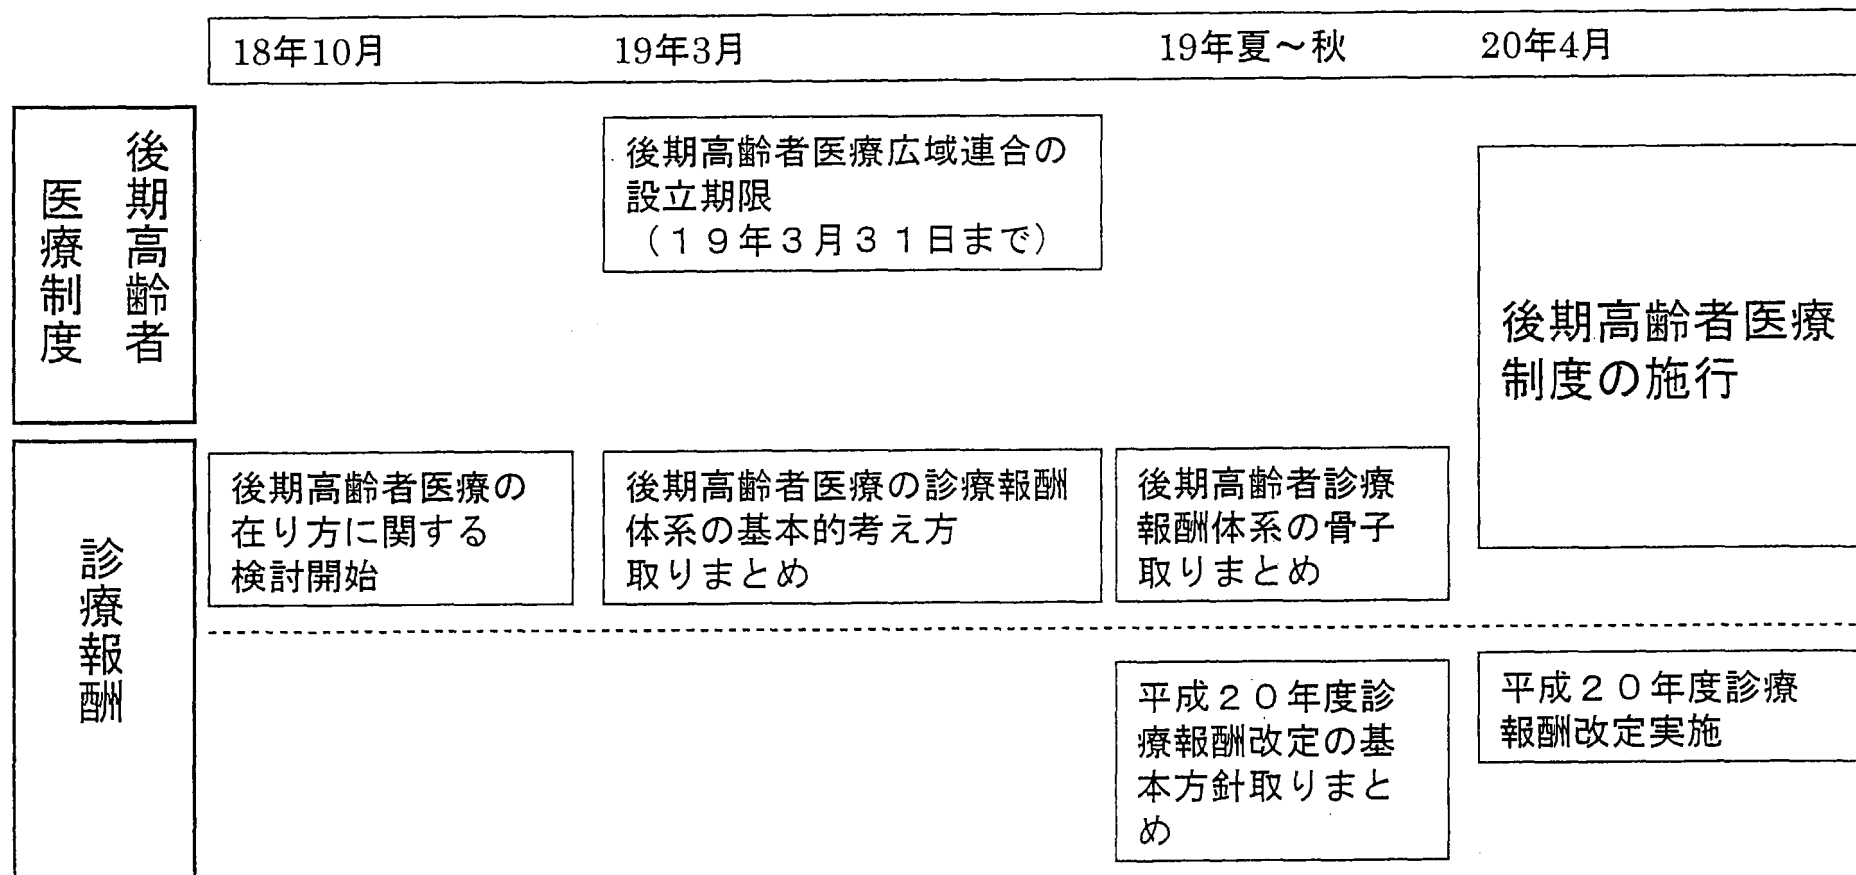 18年10月
19年3月
19年夏～秋
20年4月
後期高齢者
医療制度
後期高齢者医療広域連合の
設立期限
（１９年３月３１日まで）
後期高齢者医療
制度の施行
診療報酬
後期高齢者医療の
在り方に関する
検討開始
後期高齢者医療の診療報酬
体系の基本的考え方
取りまとめ
後期高齢者診療
報酬体系の骨子
取りまとめ
平成２０年度診
療報酬改定の基
本方針取りまと
め
平成２０年度診療
報酬改定実施